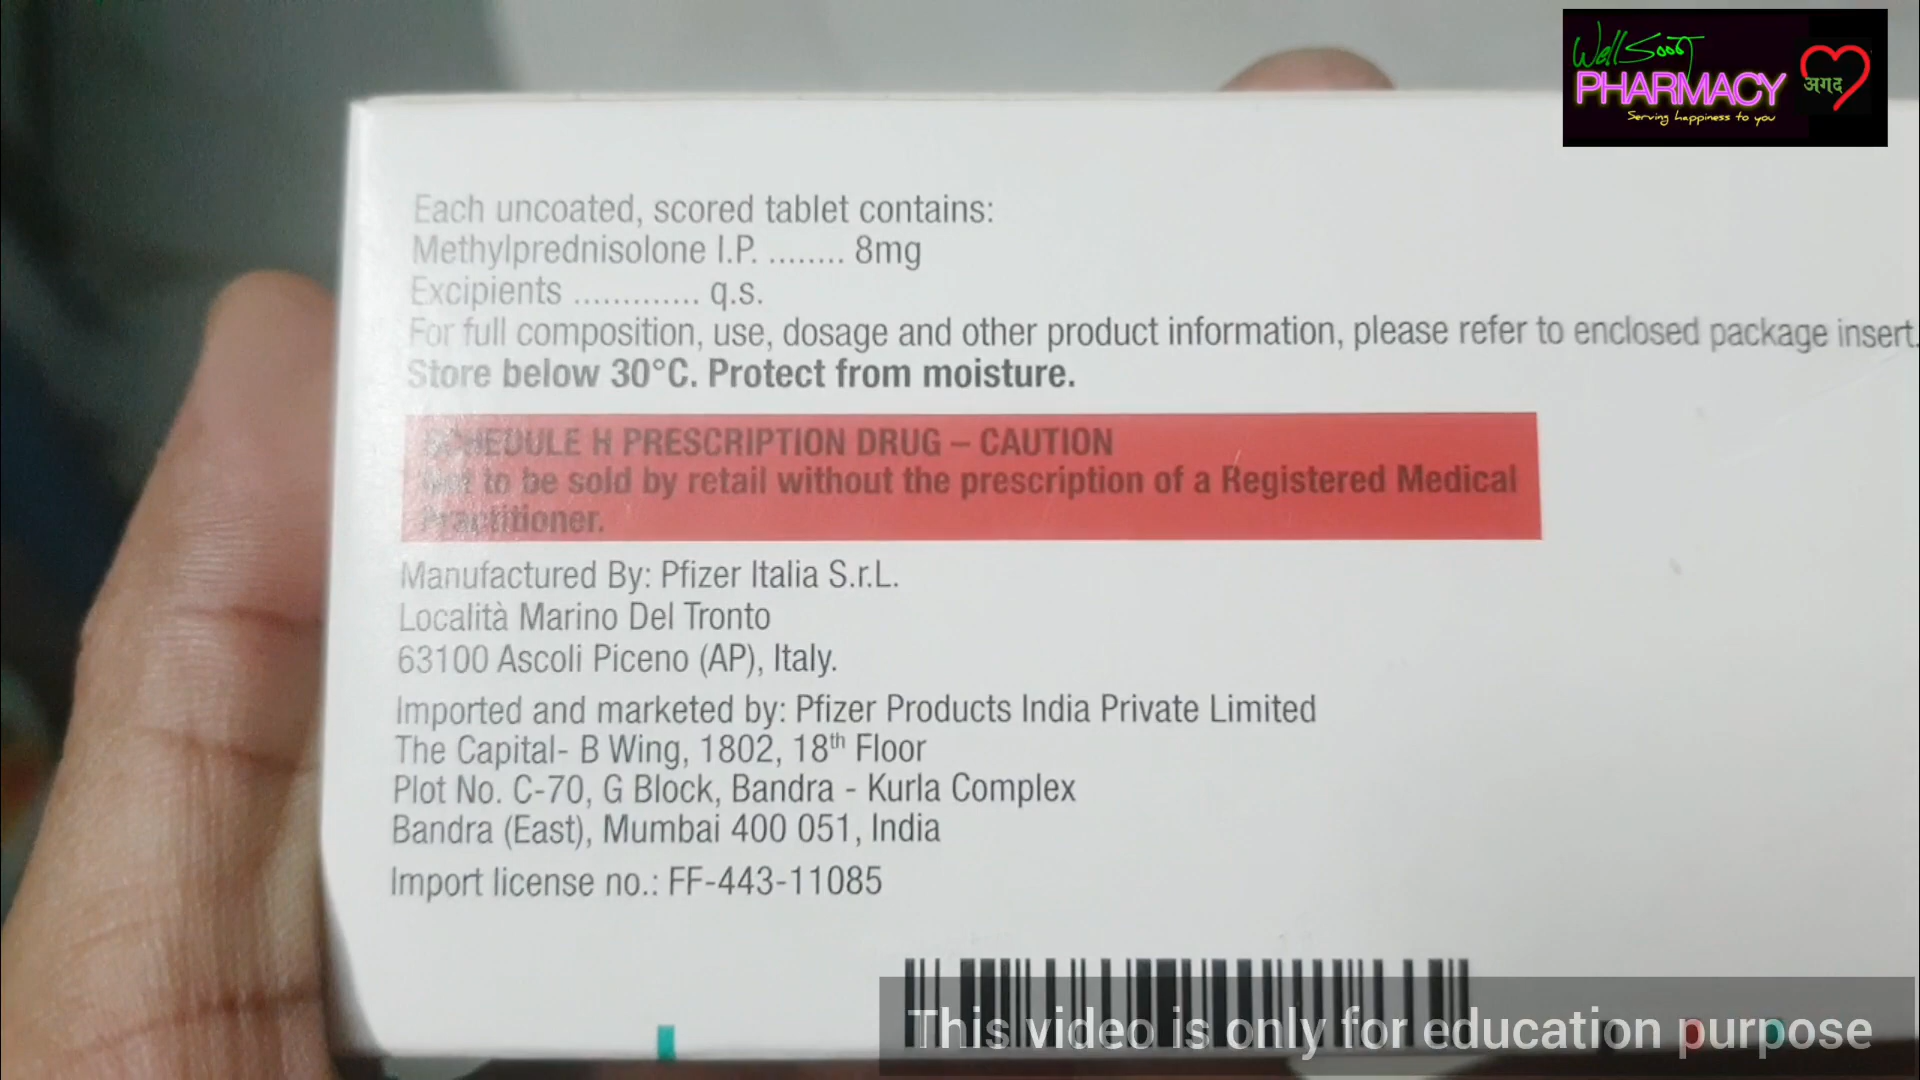 Well Soon
PHARMACY
अगद
Serving happiness to you
Each uncoated, scored tablet contains:
Methylprednisolone I.P. ........ 8mg
Excipients ............. q.s.
For full composition, use, dosage and other product information, please refer to enclosed package insert.
Store below 30°C. Protect from moisture.
SCHEDULE H PRESCRIPTION DRUG – CAUTION
Not to be sold by retail without the prescription of a Registered Medical
Practitioner.
Manufactured By: Pfizer Italia S.r.L.
Località Marino Del Tronto
63100 Ascoli Piceno (AP), Italy.
Imported and marketed by: Pfizer Products India Private Limited
The Capital- B Wing, 1802, 18th Floor
Plot No. C-70, G Block, Bandra - Kurla Complex
Bandra (East), Mumbai 400 051, India
Import license no.: FF-443-11085
This video is only for education purpose